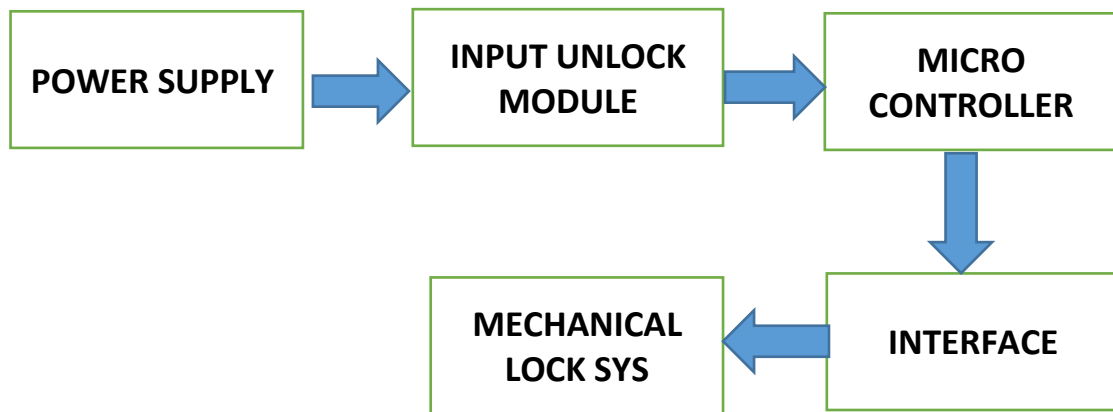 POWER SUPPLY
INPUT UNLOCK
MODULE
MICRO
CONTROLLER
MECHANICAL
LOCK SYS
INTERFACE